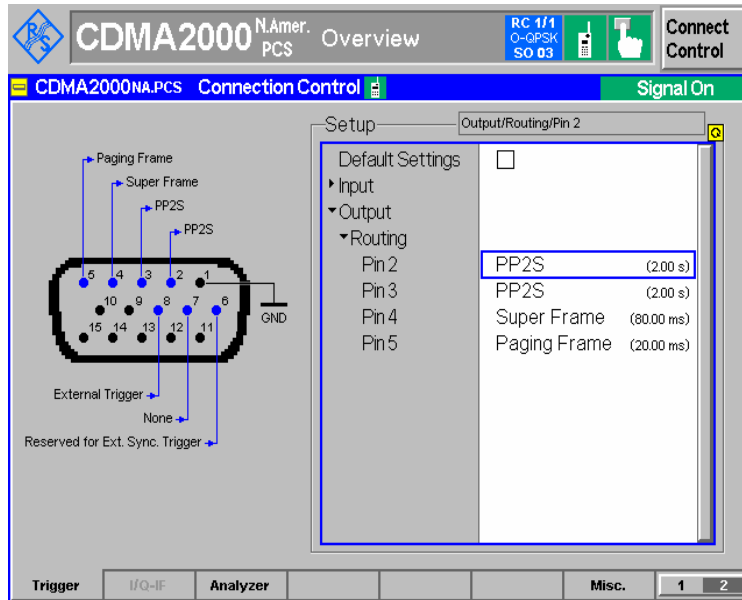 R&S
CDMA2000 N.Amer. PCS Overview
RC 1/1
O-QPSK
SO 03
Connect Control
CDMA2000 NA.PCS Connection Control
Signal On
Setup
Output/Routing/Pin 2
Q
Paging Frame
Super Frame
PP2S
PP2S
5 4 3 2 1
10 9 8 7 6
15 14 13 12 11
GND
External Trigger
None
Reserved for Ext. Sync. Trigger
Default Settings
Input
Output
Routing
Pin 2 PP2S (2.00 s)
Pin 3 PP2S (2.00 s)
Pin 4 Super Frame (80.00 ms)
Pin 5 Paging Frame (20.00 ms)
Trigger I/Q-IF Analyzer Misc. 1 2